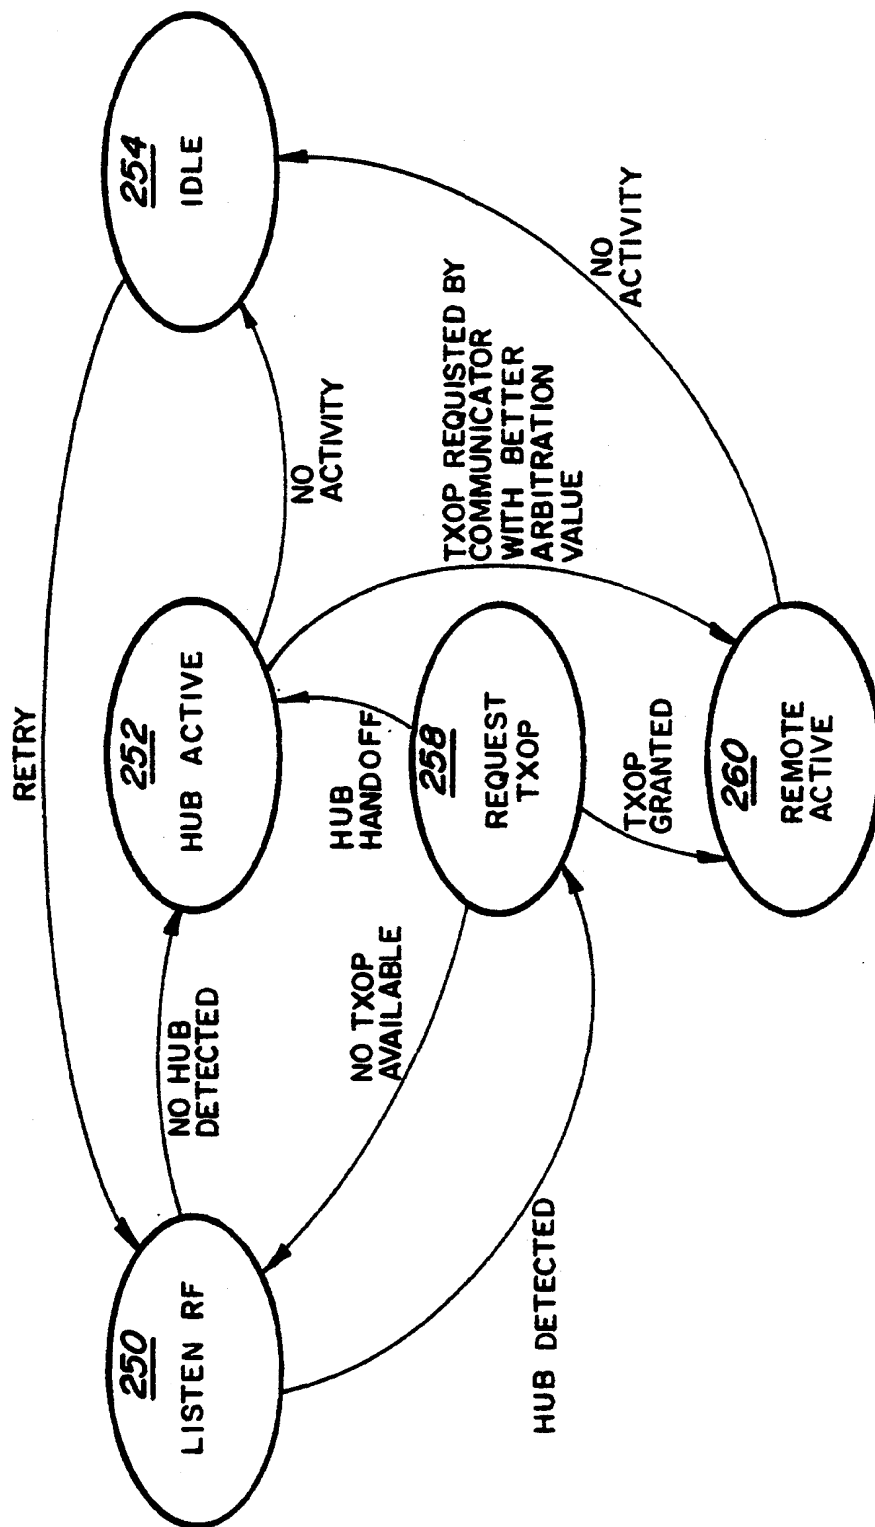 RETRY
250
LISTEN RF
NO HUB
DETECTED
252
HUB ACTIVE
NO
ACTIVITY
254
IDLE
HUB
HANDOFF
NO TXOP
AVAILABLE
258
REQUEST
TXOP
TXOP REQUISTED BY
COMMUNICATOR
WITH BETTER
ARBITRATION
VALUE
HUB DETECTED
TXOP
GRANTED
NO
ACTIVITY
260
REMOTE
ACTIVE